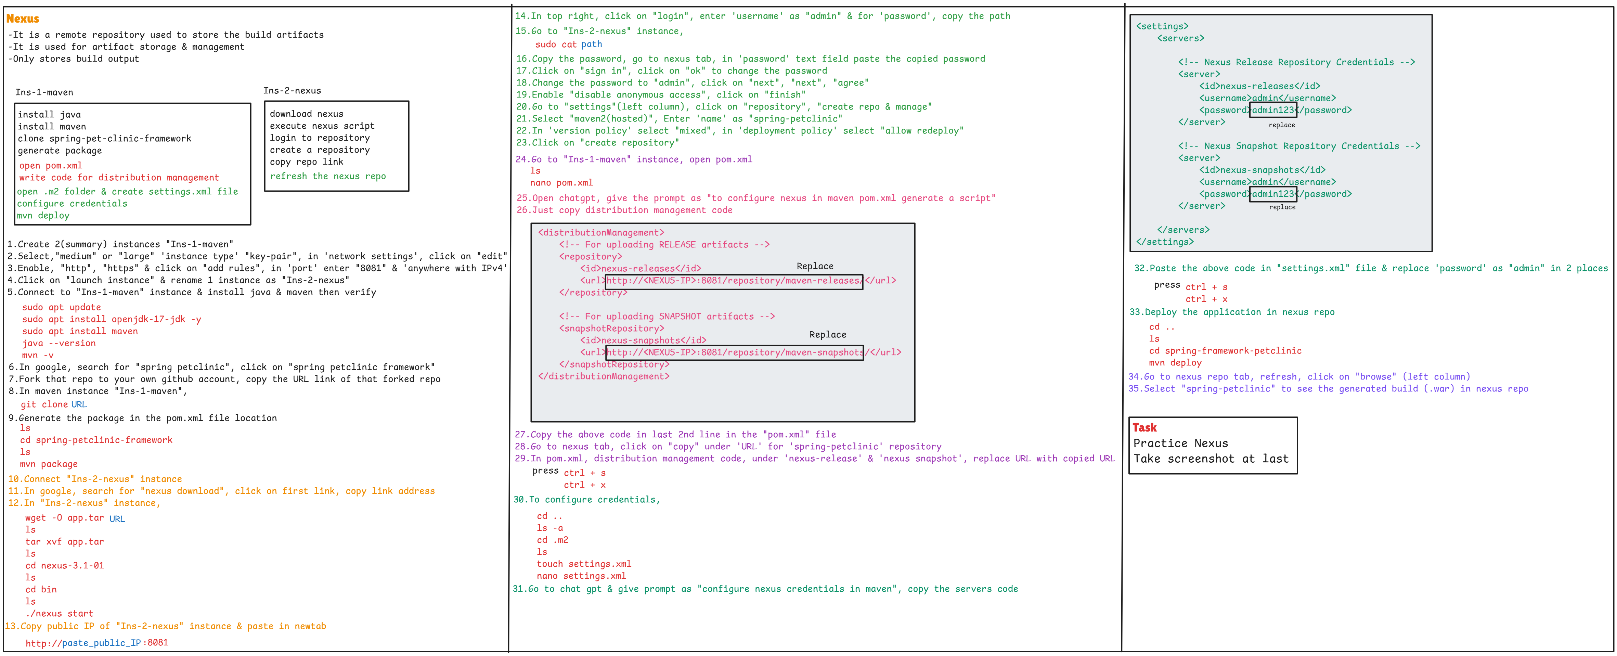 Nexus
-It is a remote repository used to store the build artifacts
-It is used for artifact storage & management
-Only stores build output
Ins-1-maven
install java
install maven
clone spring-pet-clinic-framework
generate package
open pom.xml
write code for distribution management
open .m2 folder & create settings.xml file
configure credentials
mvn deploy
Ins-2-nexus
download nexus
execute nexus script
login to repository
create a repository
copy repo link
refresh the nexus repo
1.Create 2(summary) instances "Ins-1-maven"
2.Select,"medium" or "large" 'instance type' "key-pair", in 'network settings', click on "edit"
3.Enable, "http", "https" & click on "add rules", in 'port' enter "8081" & 'anywhere with IPv4'
4.Click on "launch instance" & rename 1 instance as "Ins-2-nexus"
5.Connect to "Ins-1-maven" instance & install java & maven then verify
sudo apt update
sudo apt install openjdk-17-jdk -y
sudo apt install maven
java --version
mvn -v
6.In google, search for "spring petclinic", click on "spring petclinic framework"
7.Fork that repo to your own github account, copy the URL link of that forked repo
8.In maven instance "Ins-1-maven",
git clone URL
9.Generate the package in the pom.xml file location
ls
cd spring-petclinic-framework
ls
mvn package
10.Connect "Ins-2-nexus" instance
11.In google, search for "nexus download", click on first link, copy link address
12.In "Ins-2-nexus" instance,
wget -O app.tar URL
ls
tar xvf app.tar
ls
cd nexus-3.1-01
ls
cd bin
ls
./nexus start
13.Copy public IP of "Ins-2-nexus" instance & paste in newtab
http://paste_public_IP:8081
14.In top right, click on "login", enter 'username' as "admin" & for 'password', copy the path
15.Go to "Ins-2-nexus" instance,
sudo cat path
16.Copy the password, go to nexus tab, in 'password' text field paste the copied password
17.Click on "sign in", click on "ok" to change the password
18.Change the password to "admin", click on "next", "next", "agree"
19.Enable "disable anonymous access", click on "finish"
20.Go to "settings"(left column), click on "repository", "create repo & manage"
21.Select "maven2(hosted)", Enter 'name' as "spring-petclinic"
22.In 'version policy' select "mixed", in 'deployment policy' select "allow redeploy"
23.Click on "create repository"
24.Go to "Ins-1-maven" instance, open pom.xml
ls
nano pom.xml
25.Open chatgpt, give the prompt as "to configure nexus in maven pom.xml generate a script"
26.Just copy distribution management code
<distributionManagement>
<!-- For uploading RELEASE artifacts -->
<repository>
<id>nexus-releases</id>
Replace
<url>http://<NEXUS-IP>:8081/repository/maven-releases/</url>
</repository>
<!-- For uploading SNAPSHOT artifacts -->
<snapshotRepository>
Replace
<id>nexus-snapshots</id>
<url>http://<NEXUS-IP>:8081/repository/maven-snapshots/</url>
</snapshotRepository>
</distributionManagement>
27.Copy the above code in last 2nd line in the "pom.xml" file
28.Go to nexus tab, click on "copy" under 'URL' for 'spring-petclinic' repository
29.In pom.xml, distribution management code, under 'nexus-release' & 'nexus snapshot', replace URL with copied URL
press ctrl + s
ctrl + x
30.To configure credentials,
cd ..
ls -a
cd .m2
ls
touch settings.xml
nano settings.xml
31.Go to chat gpt & give prompt as "configure nexus credentials in maven", copy the servers code
<settings>
<servers>
<!-- Nexus Release Repository Credentials -->
<server>
<id>nexus-releases</id>
<username>admin</username>
<password>admin123</password>
</server>
replace
<!-- Nexus Snapshot Repository Credentials -->
<server>
<id>nexus-snapshots</id>
<username>admin</username>
<password>admin123</password>
</server>
replace
</servers>
</settings>
32.Paste the above code in "settings.xml" file & replace 'password' as "admin" in 2 places
press ctrl + s
ctrl + x
33.Deploy the application in nexus repo
cd ..
ls
cd spring-framework-petclinic
mvn deploy
34.Go to nexus repo tab, refresh, click on "browse" (left column)
35.Select "spring-petclinic" to see the generated build (.war) in nexus repo
Task
Practice Nexus
Take screenshot at last